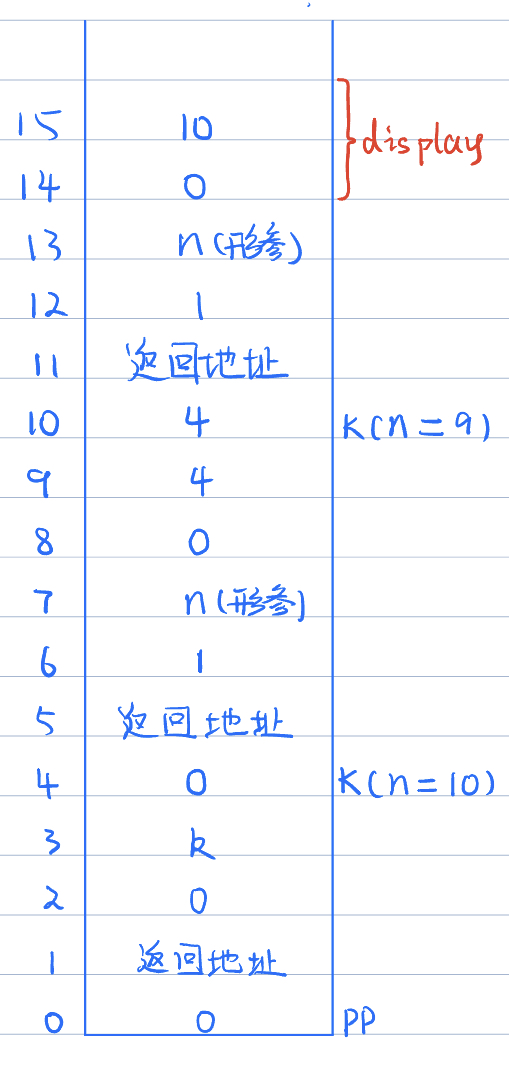 15 10 display
14 0
13 n(形参)
12 1
11 返回地址
10 4 K(n=9)
9 4
8 0
7 n(形参)
6 1
5 返回地址
4 0 K(n=10)
3 k
2 0
1 返回地址
0 0 PP